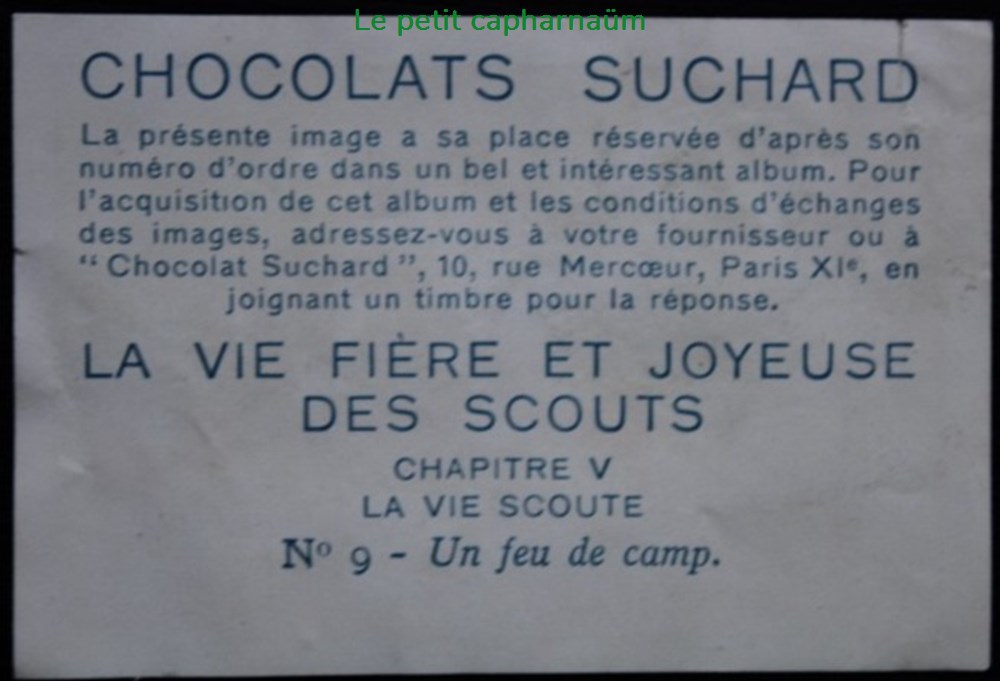 Le petit capharnaüm
CHOCOLATS SUCHARD
La présente image a sa place réservée d'après son
numéro d'ordre dans un bel et intéressant album. Pour
l'acquisition de cet album et les conditions d'échanges
des images, adressez-vous à votre fournisseur ou à
“ Chocolat Suchard ”, 10, rue Mercœur, Paris XIe, en
joignant un timbre pour la réponse.
LA VIE FIÈRE ET JOYEUSE
DES SCOUTS
CHAPITRE V
LA VIE SCOUTE
No 9 - Un feu de camp.